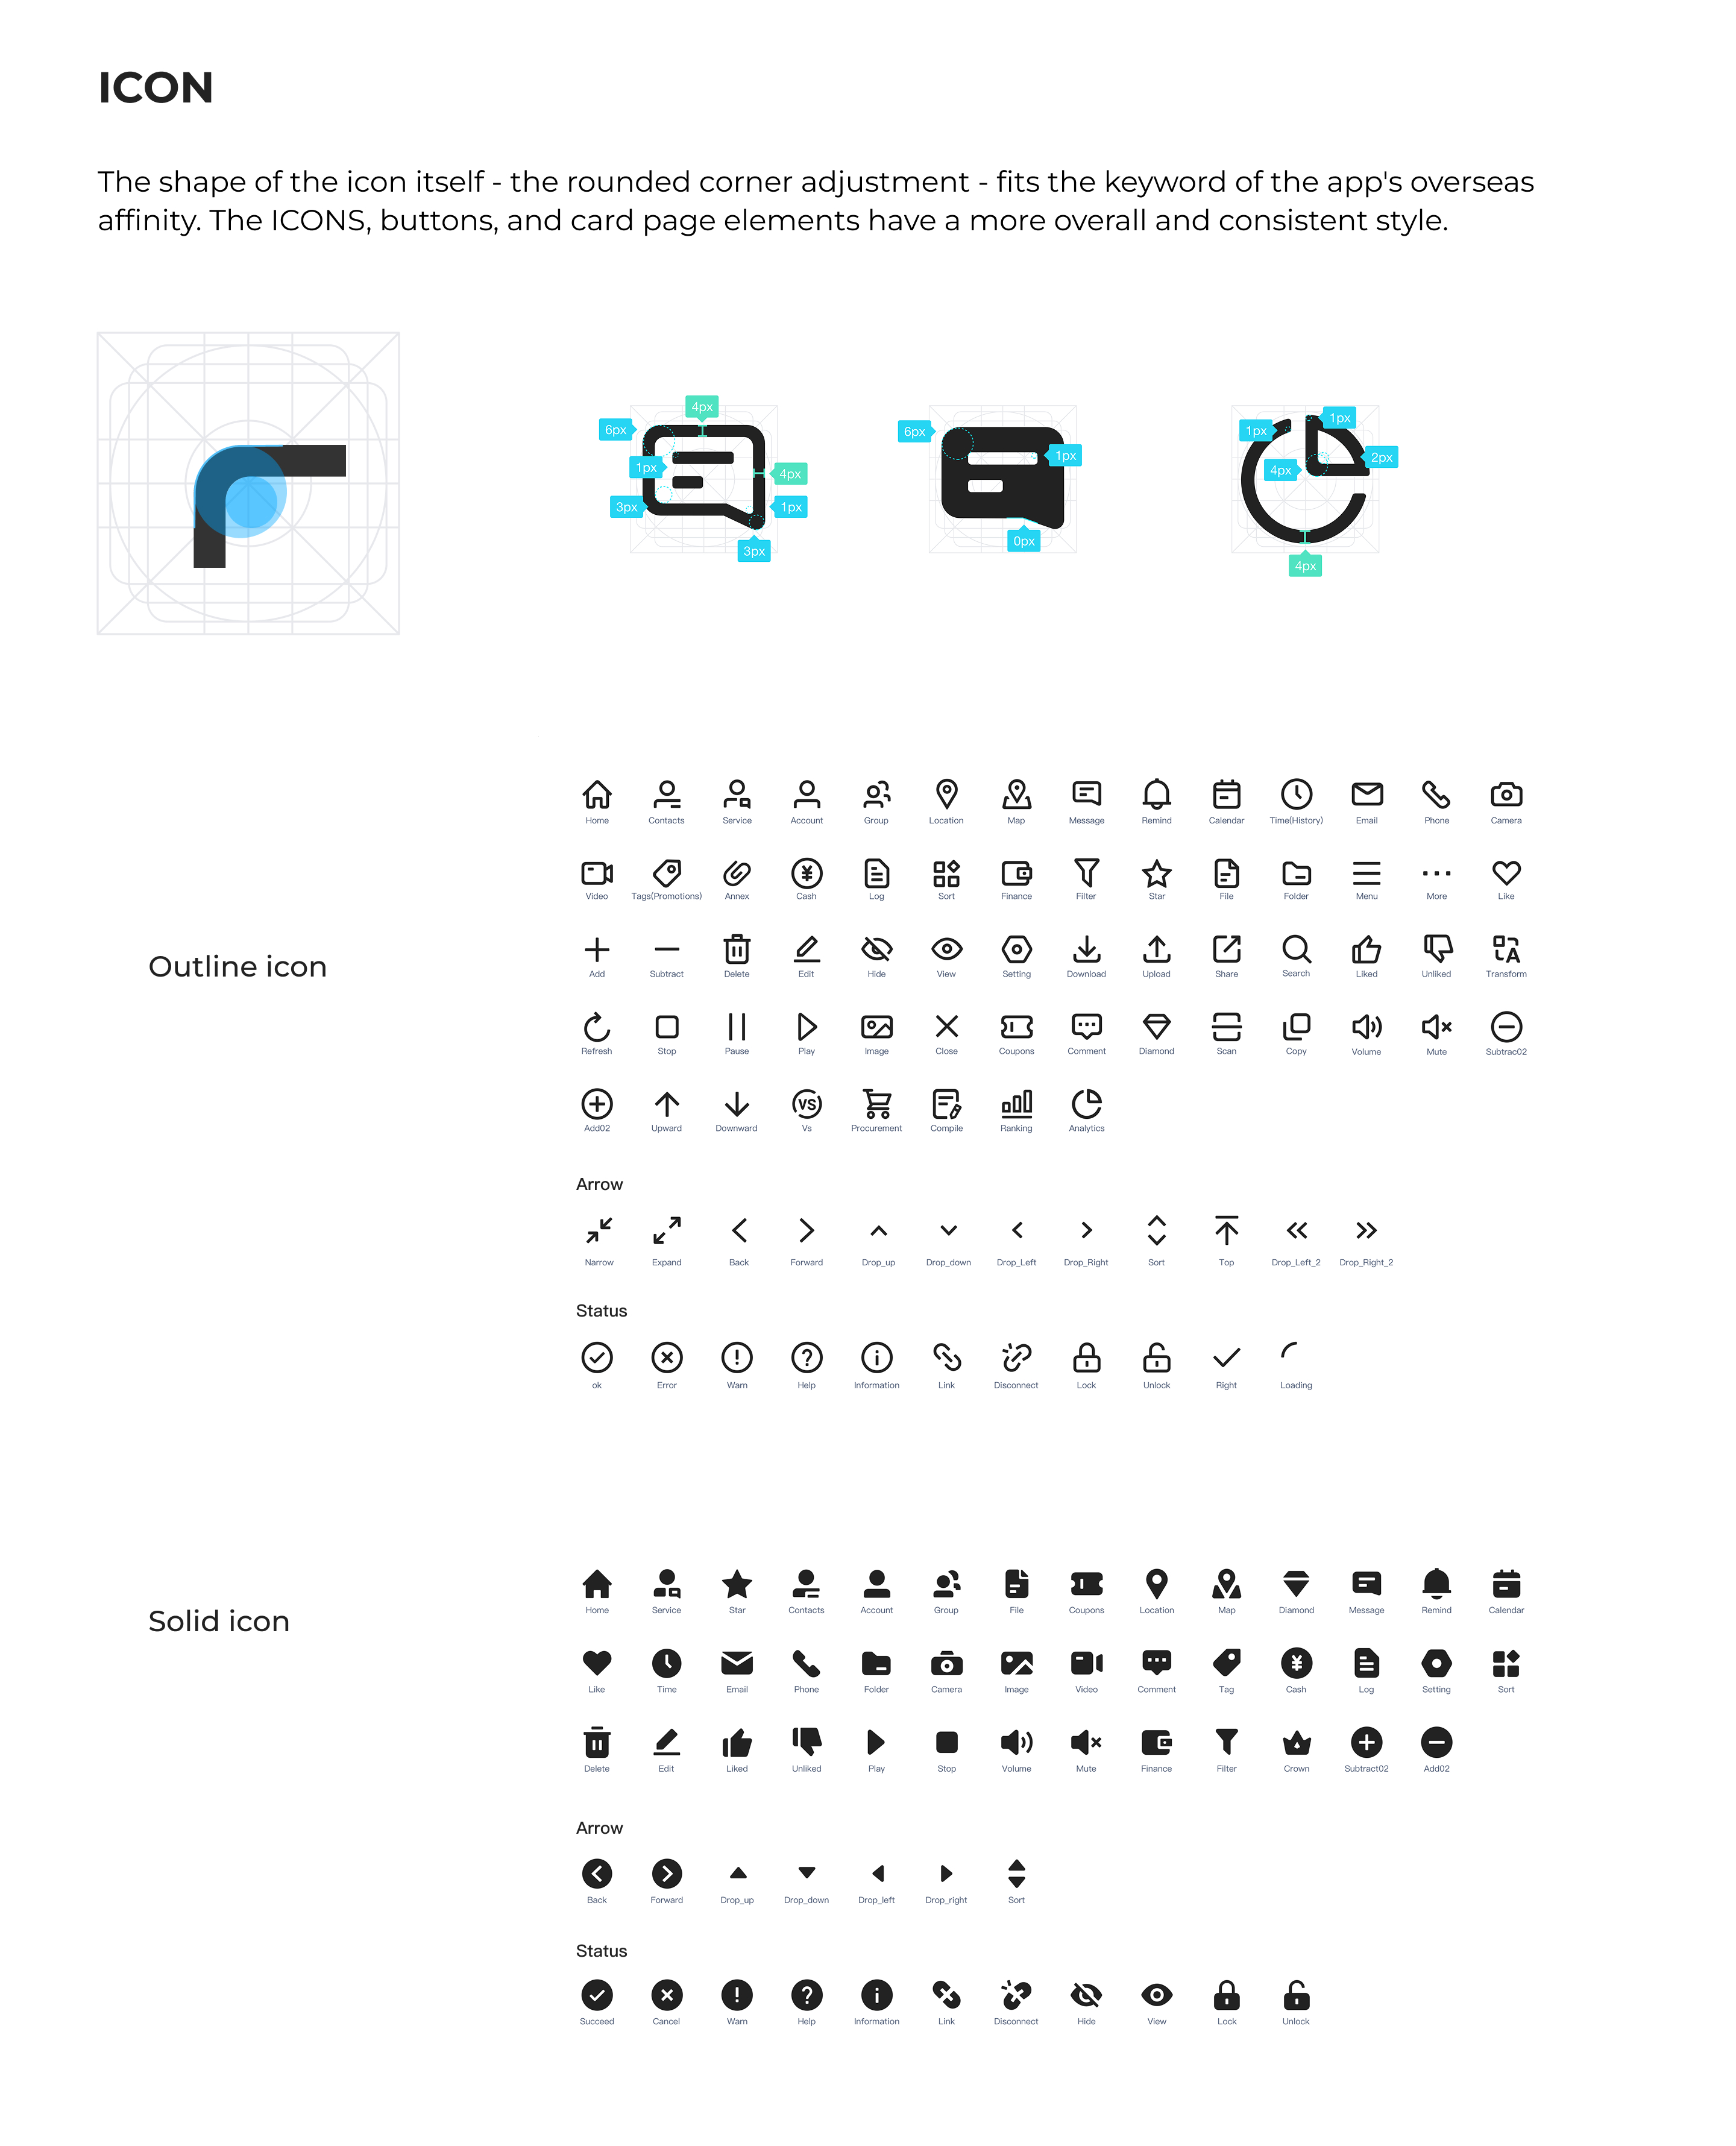 ICON
The shape of the icon itself - the rounded corner adjustment - fits the keyword of the app's overseas
affinity. The ICONS, buttons, and card page elements have a more overall and consistent style.
4px
6px
1px
4px
3px
1px
3px
6px
1px
0px
1px
1px
2px
4px
4px
Outline icon
Home Contacts Service Account Group Location Map Message Remind Calendar Time(History) Email Phone Camera
Video Tags(Promotions) Annex Cash Log Sort Finance Filter Star File Folder Menu More Like
Add Subtract Delete Edit Hide View Setting Download Upload Share Search Liked Unliked Transform
Refresh Stop Pause Play Image Close Coupons Comment Diamond Scan Copy Volume Mute Subtrac02
VS
Add02 Upward Downward Vs Procurement Compile Ranking Analytics
Arrow
Narrow Expand Back Forward Drop_up Drop_down Drop_Left Drop_Right Sort Top Drop_Left_2 Drop_Right_2
Status
ok Error Warn Help Information Link Disconnect Lock Unlock Right Loading
Solid icon
Home Service Star Contacts Account Group File Coupons Location Map Diamond Message Remind Calendar
Like Time Email Phone Folder Camera Image Video Comment Tag Cash Log Setting Sort
Delete Edit Liked Unliked Play Stop Volume Mute Finance Filter Crown Subtract02 Add02
Arrow
Back Forward Drop_up Drop_down Drop_left Drop_right Sort
Status
Succeed Cancel Warn Help Information Link Disconnect Hide View Lock Unlock